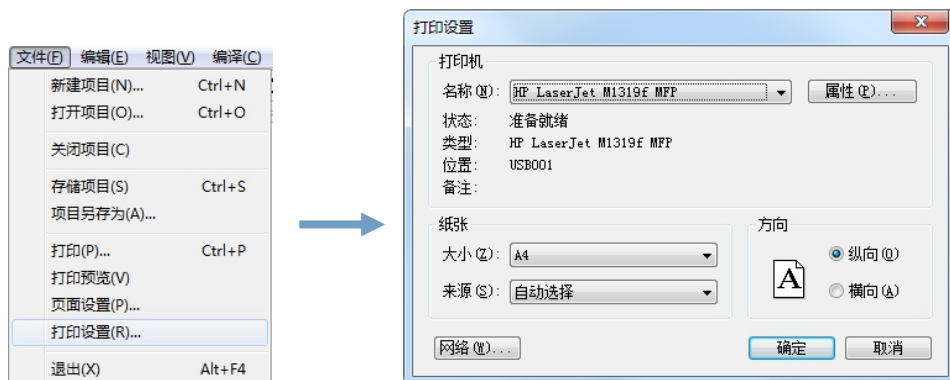 文件(F) 编辑(E) 视图(V) 编译(C)
新建项目(N)... Ctrl+N
打开项目(O)... Ctrl+O
关闭项目(C)
存储项目(S) Ctrl+S
项目另存为(A)...
打印(P)... Ctrl+P
打印预览(V)
页面设置(P)...
打印设置(R)...
退出(X) Alt+F4
打印设置
打印机
名称(N): HP LaserJet M1319f MFP 属性(P)...
状态: 准备就绪
类型: HP LaserJet M1319f MFP
位置: USB001
备注:
纸张
大小(Z): A4
来源(S): 自动选择
方向
A
纵向(O)
横向(A)
网络(W)... 确定 取消